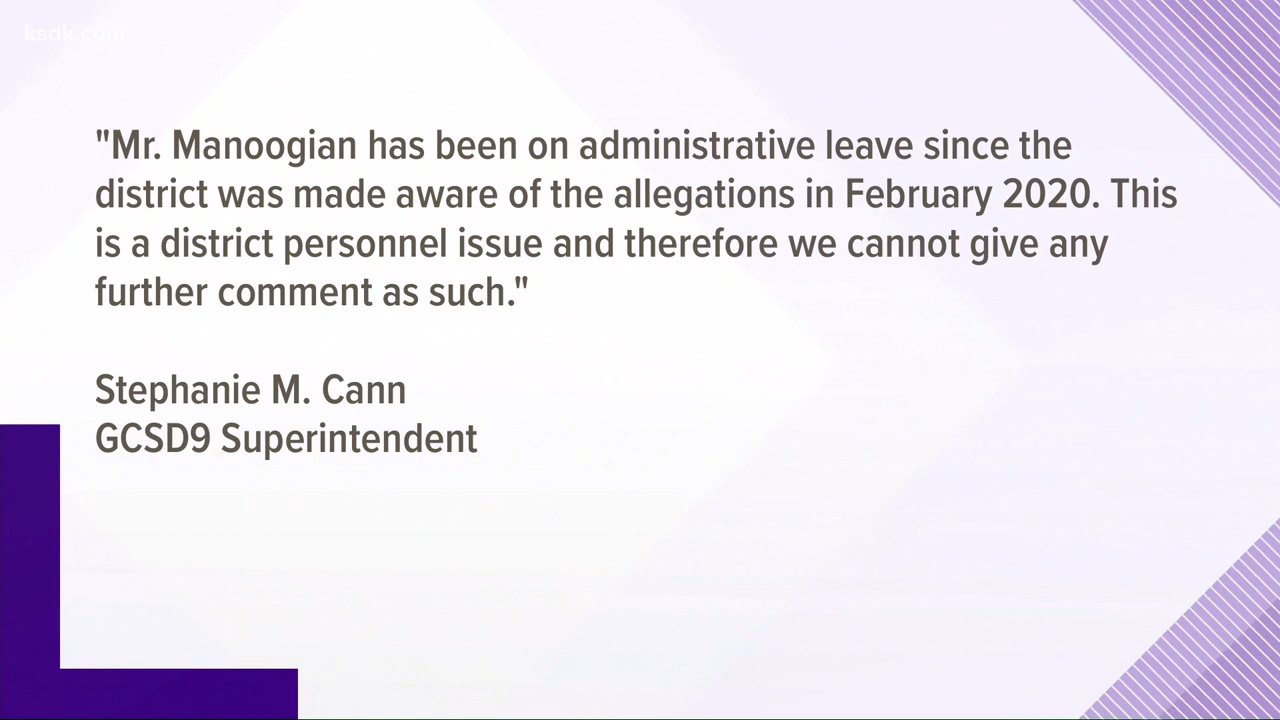 ksdk.com
"Mr. Manoogian has been on administrative leave since the
district was made aware of the allegations in February 2020. This
is a district personnel issue and therefore we cannot give any
further comment as such."
Stephanie M. Cann
GCSD9 Superintendent